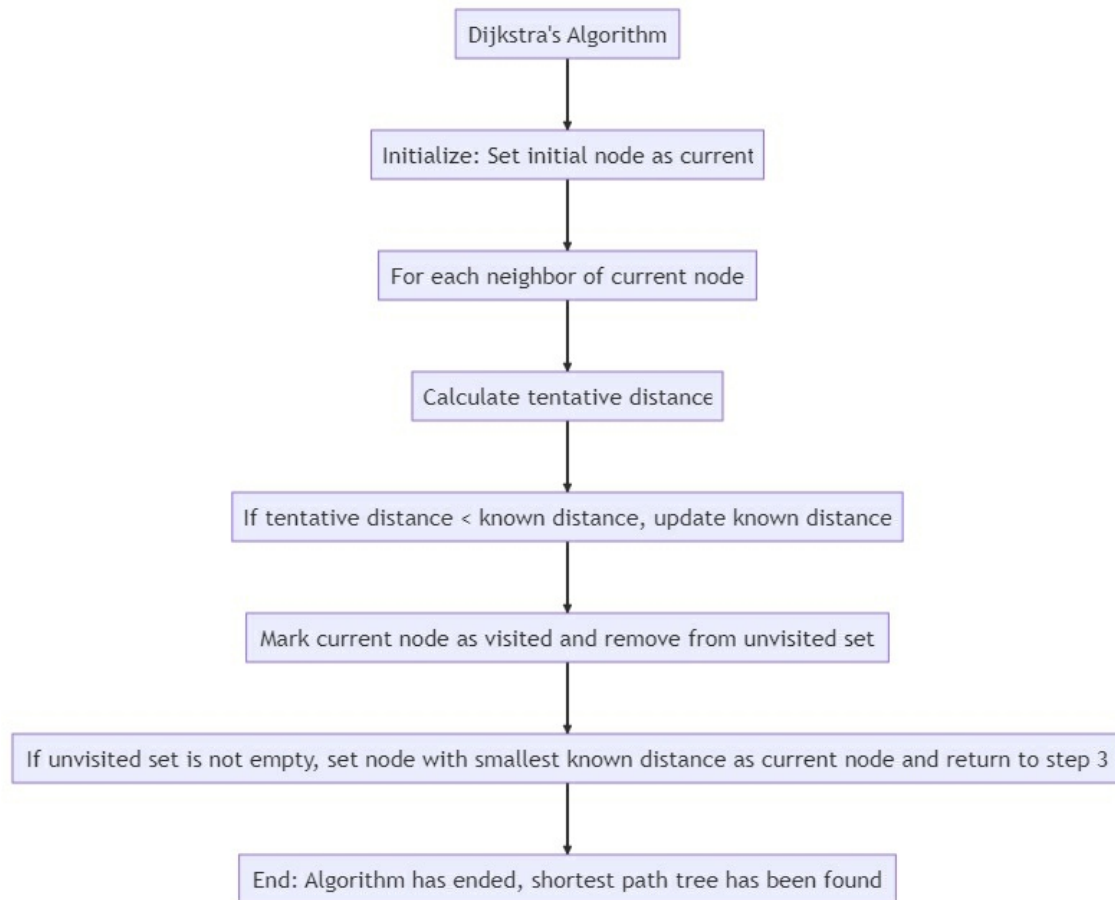 Dijkstra's Algorithm
Initialize: Set initial node as current
For each neighbor of current node
Calculate tentative distance
If tentative distance < known distance, update known distance
Mark current node as visited and remove from unvisited set
If unvisited set is not empty, set node with smallest known distance as current node and return to step 3
End: Algorithm has ended, shortest path tree has been found